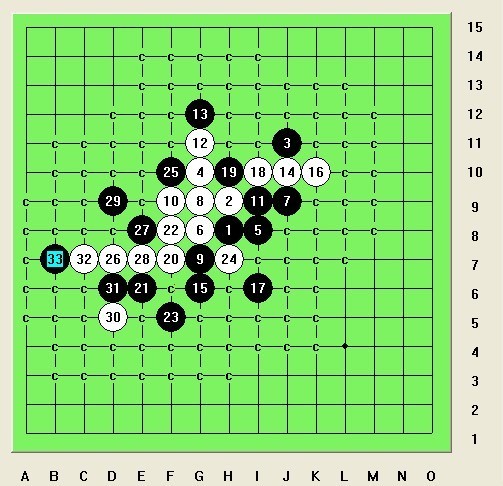 15
c c c c c 14
c c c c c c c c 13
c c c 13 c c c c c c 12
c c c c c 12 c c 3 c c c 11
c c c c 25 4 19 18 14 16 c c 10
c c c 29 c 10 8 2 11 7 c c c 9
c c c c 27 22 6 1 5 c c c c 8
c 33 32 26 28 20 9 24 c c c c 7
c c c 31 21 c 15 c 17 c c 6
c c c 30 c 23 c c c c c 5
c c c c c c c c c c 4
c c c c c c c 3
2
1
A B C D E F G H I J K L M N O